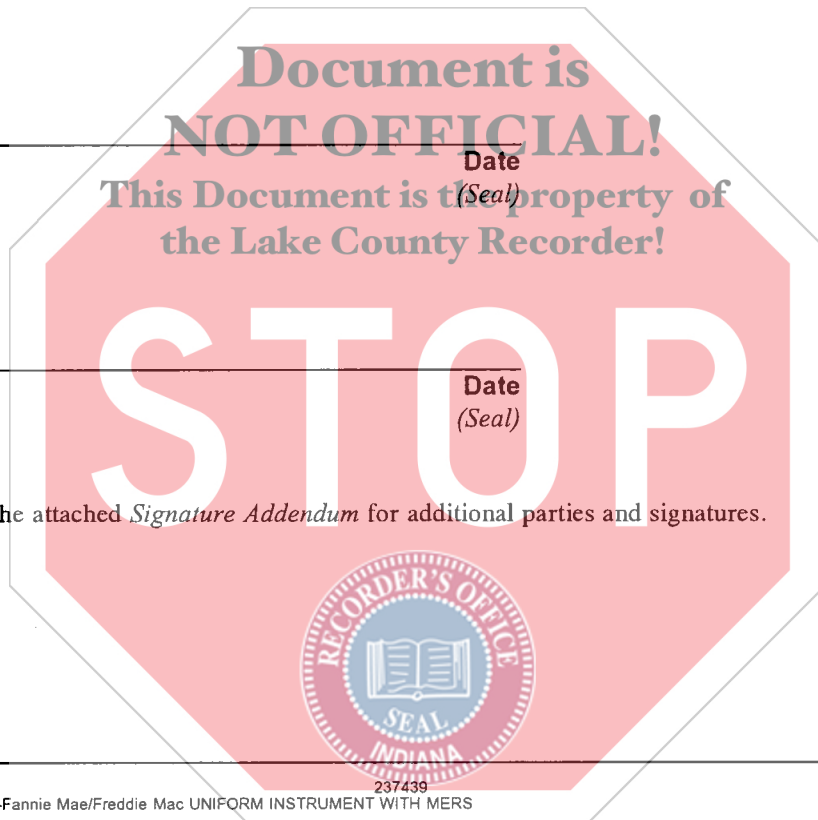 Document is
NOT OFFICIAL!
Date
This Document is the property of
(Seal)
the Lake County Recorder!
STOP
Date
(Seal)
he attached Signature Addendum for additional parties and signatures.
RECORDER'S OFFICE
SEAL
INDIANA
237439
-Fannie Mae/Freddie Mac UNIFORM INSTRUMENT WITH MERS